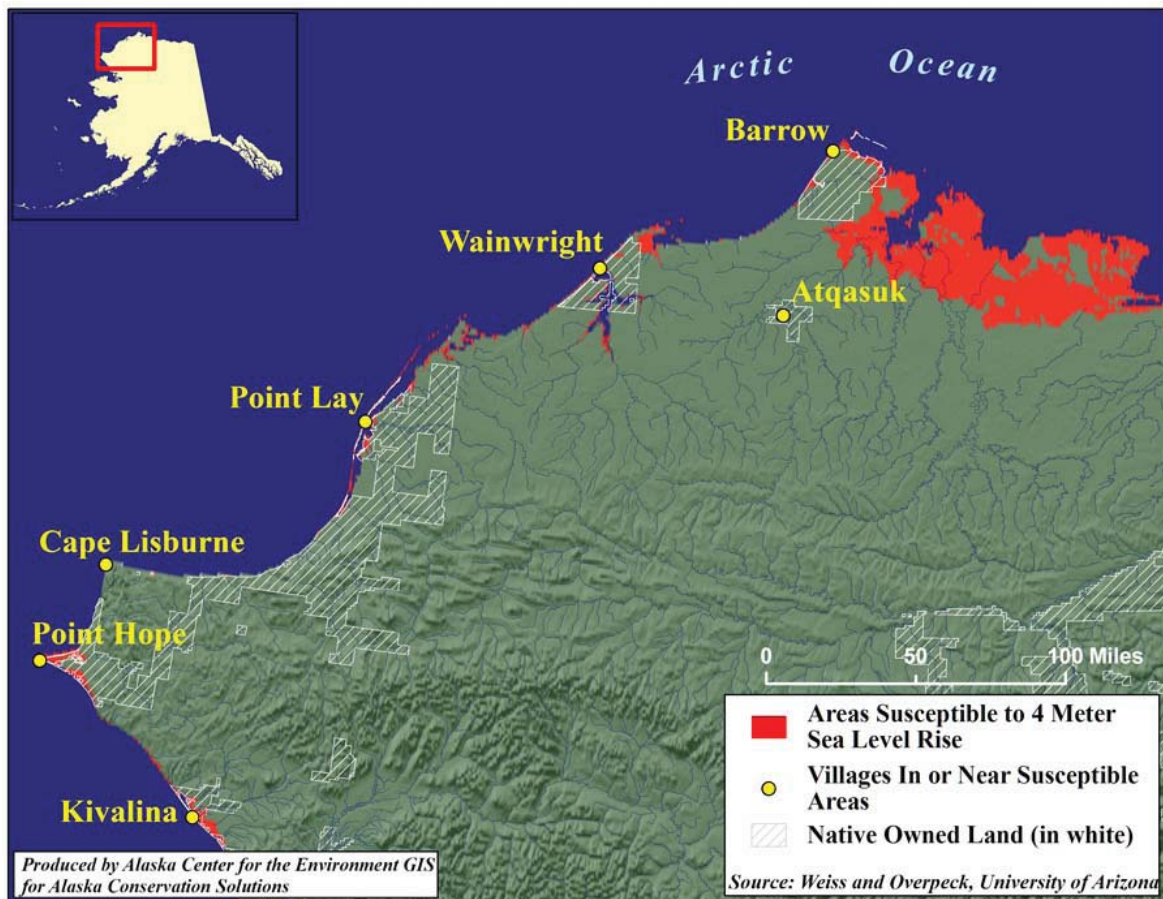 Arctic Ocean
Barrow
Wainwright
Atqasuk
Point Lay
Cape Lisburne
Point Hope
Kivalina
0 50 100 Miles
Areas Susceptible to 4 Meter
Sea Level Rise
Villages In or Near Susceptible
Areas
Native Owned Land (in white)
Produced by Alaska Center for the Environment GIS
for Alaska Conservation Solutions
Source: Weiss and Overpeck, University of Arizona